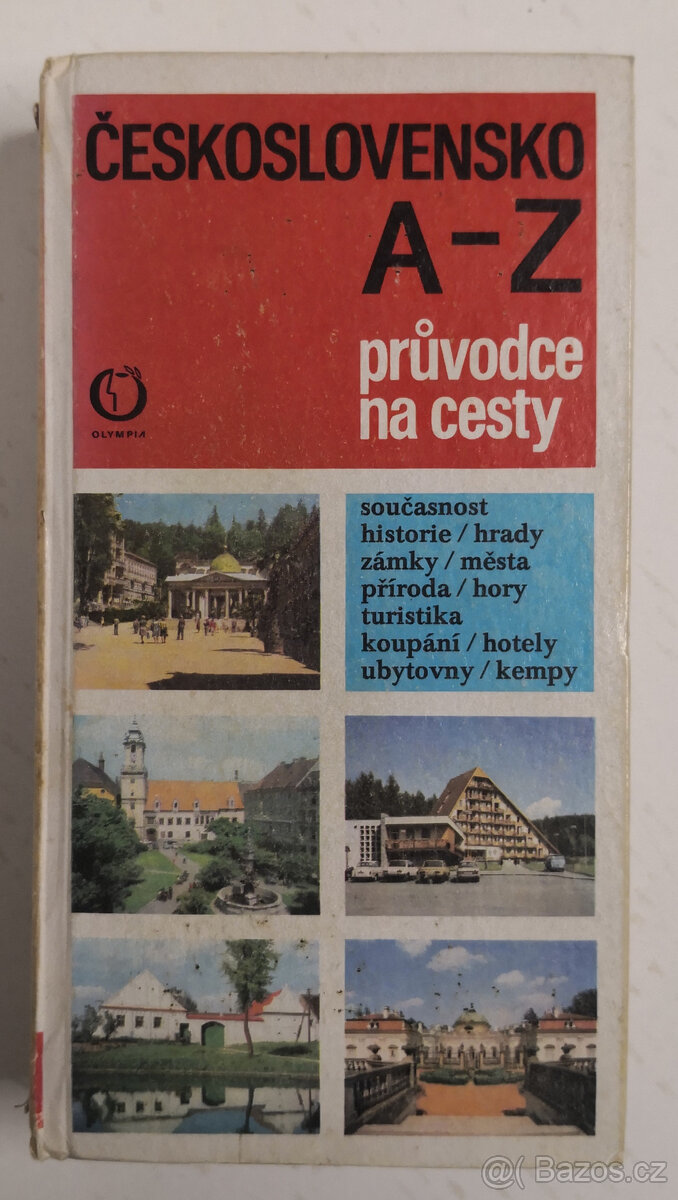 ČESKOSLOVENSKO
A-Z
průvodce
na cesty
OLYMPIA
současnost
historie / hrady
zámky / města
příroda / hory
turistika
koupání / hotely
ubytovny / kempy
@( Bazos.cz